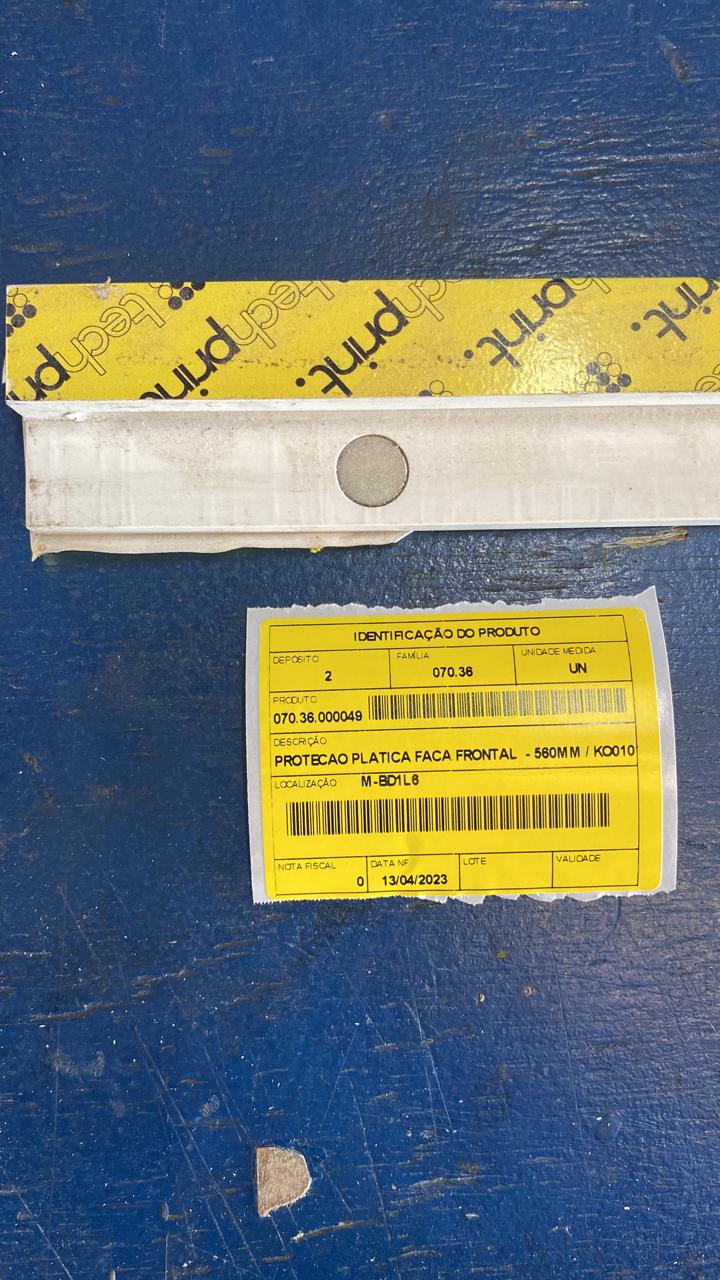 techprint.
techprint.
techprint.
print.
IDENTIFICAÇÃO DO PRODUTO
DEPÓSITO FAMÍLIA UNIDADE MEDIDA
2 070.36 UN
PRODUTO
070.36.000049
DESCRIÇÃO
PROTECAO PLATICA FACA FRONTAL - 560MM / KO010
LOCALIZAÇÃO M-BD1L6
NOTA FISCAL DATA NF LOTE VALIDADE
0 13/04/2023